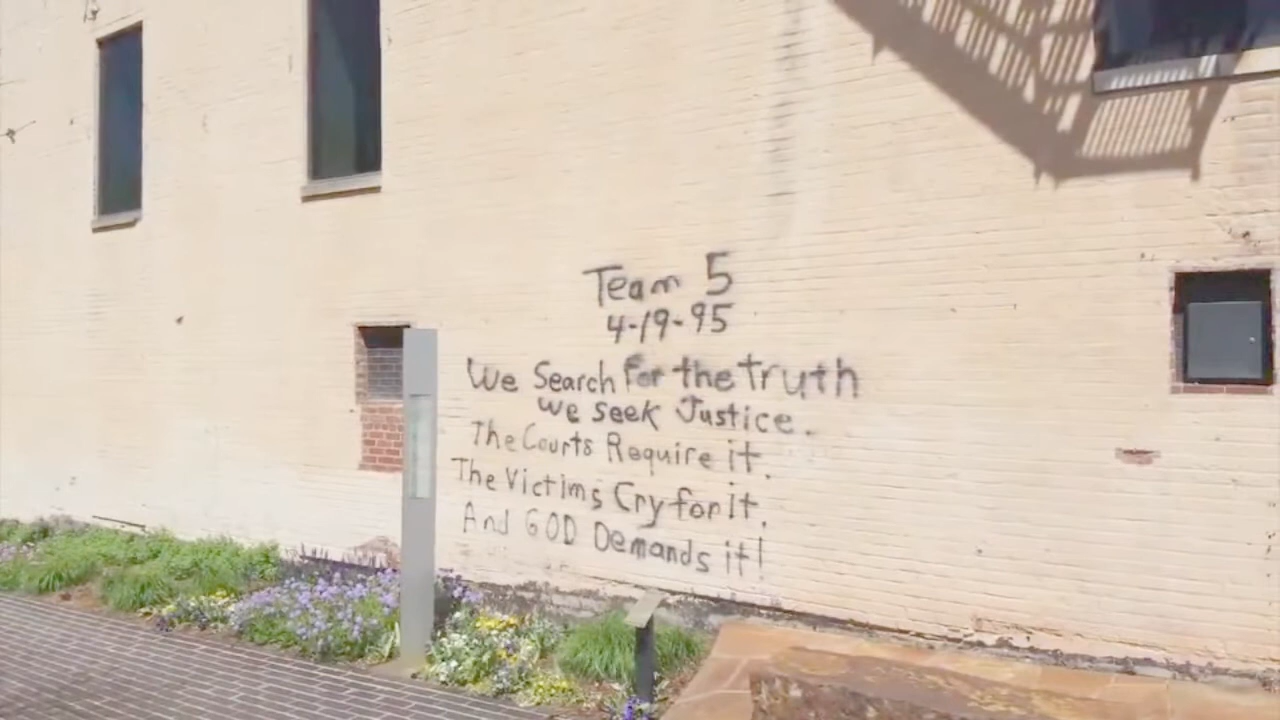 Team 5
4-19-95
We Search For the truth
we seek Justice.
The Courts Require it.
The Victims Cry for it.
And GOD Demands it!